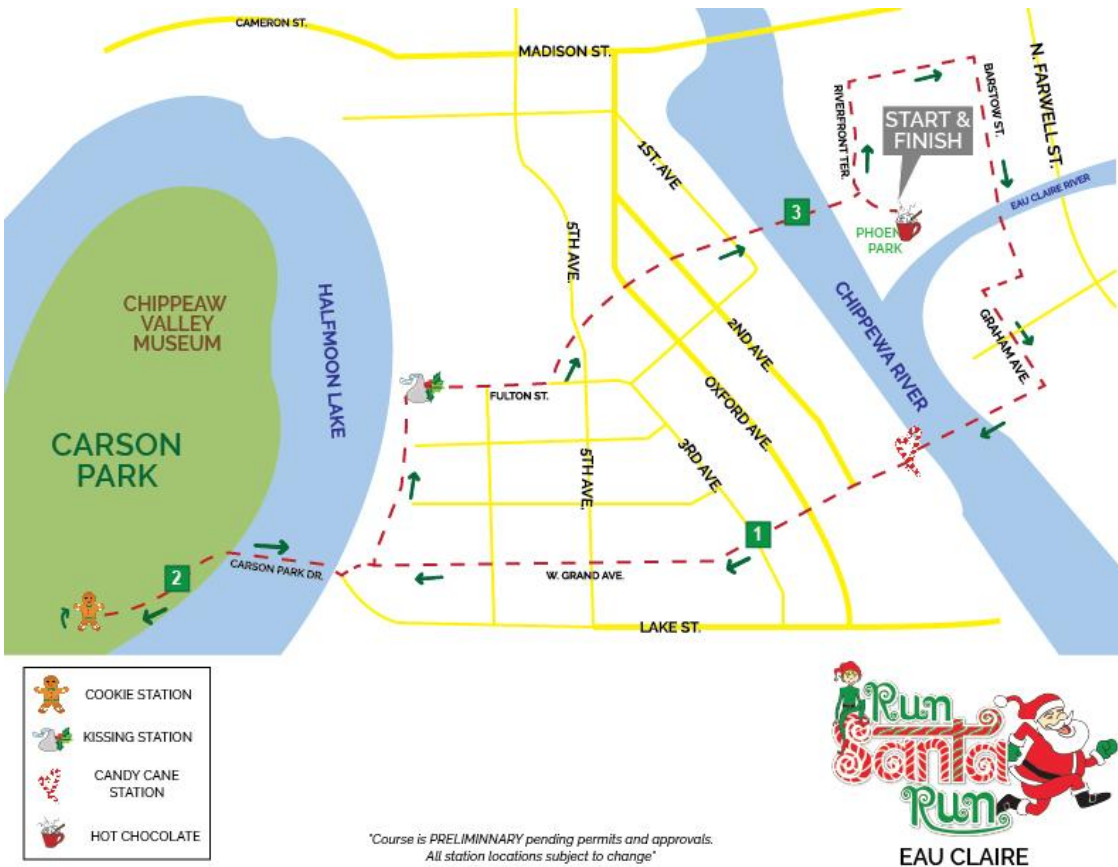 CAMERON ST.
MADISON ST.
N. FARWELL ST.
BARSTOW ST.
RIVERFRONT TER.
START &
FINISH
1ST. AVE
EAU CLAIRE RIVER
3
5TH AVE.
PHOEN
PARK
CHIPPEAW
VALLEY
MUSEUM
HALFMOON LAKE
CHIPPEWA RIVER
2ND AVE.
GRAHAM AVE.
OXFORD AVE.
FULTON ST.
CARSON
PARK
5TH AVE.
3RD AVE.
1
CARSON PARK DR.
2
W. GRAND AVE.
LAKE ST.
COOKIE STATION
KISSING STATION
CANDY CANE
STATION
HOT CHOCOLATE
"Course is PRELIMINNARY pending permits and approvals.
All station locations subject to change"
Run
Santa
Run
EAU CLAIRE